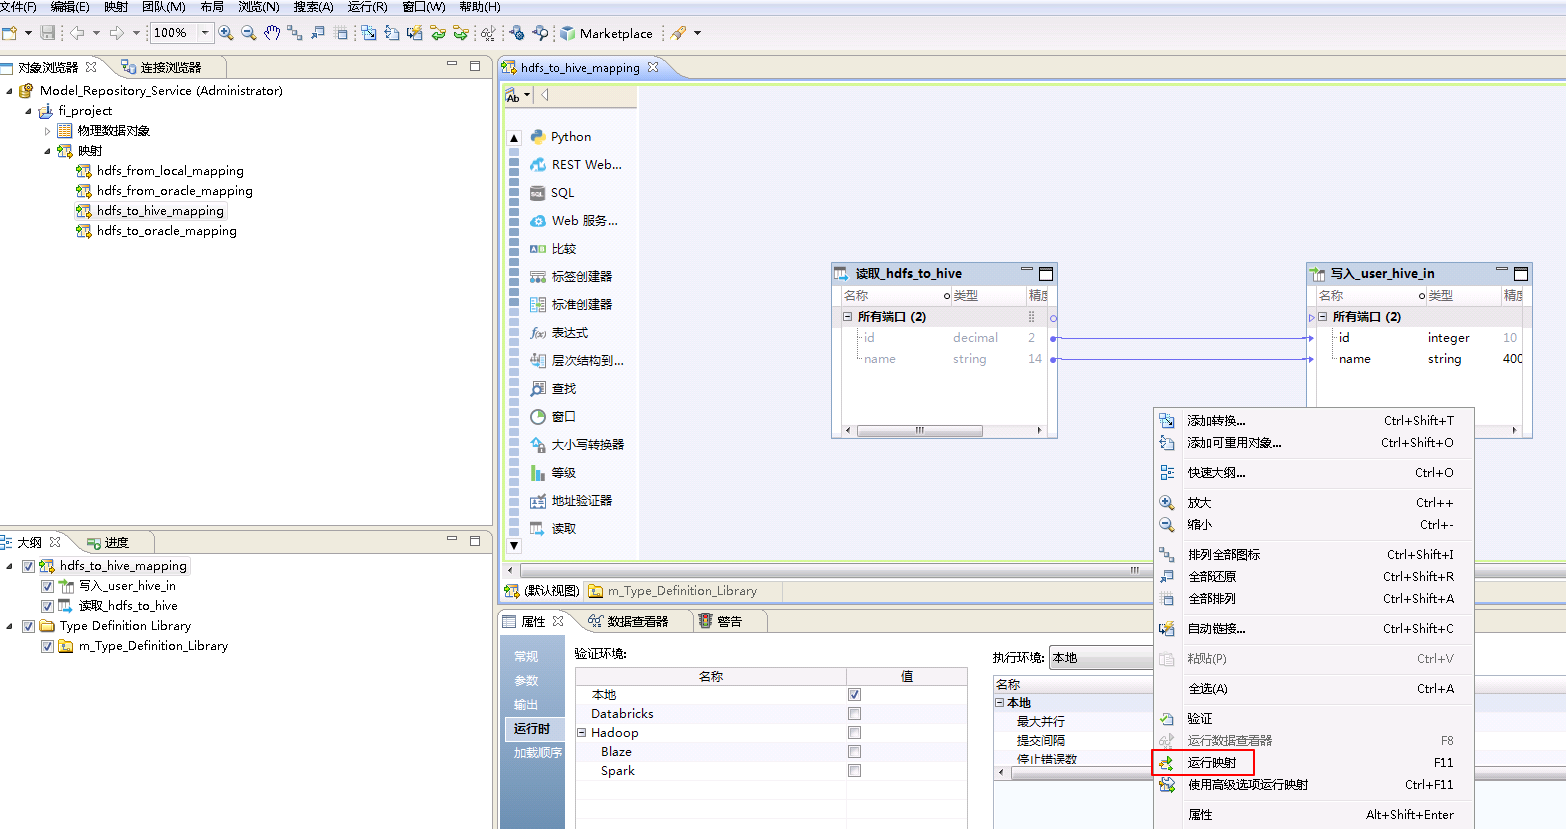 文件(F) 编辑(E) 映射 团队(M) 布局 浏览(N) 搜索(A) 运行(R) 窗口(W) 帮助(H)
100% Marketplace
对象浏览器 连接浏览器
Model_Repository_Service (Administrator)
fi_project
物理数据对象
映射
hdfs_from_local_mapping
hdfs_from_oracle_mapping
hdfs_to_hive_mapping
hdfs_to_oracle_mapping
大纲 进度
hdfs_to_hive_mapping
写入_user_hive_in
读取_hdfs_to_hive
Type Definition Library
m_Type_Definition_Library
hdfs_to_hive_mapping
Ab
Python
REST Web...
SQL
Web 服务...
比较
标签创建器
标准创建器
f(x) 表达式
层次结构到...
查找
窗口
大小写转换器
等级
地址验证器
读取
读取_hdfs_to_hive
名称 类型 精度
所有端口 (2)
id decimal 2
name string 14
写入_user_hive_in
名称 类型 精度
所有端口 (2)
id integer 10
name string 400
(默认视图) m_Type_Definition_Library
属性 数据查看器 警告
常规
参数
输出
运行时
加载顺序
验证环境:
名称 值
本地
Databricks
Hadoop
Blaze
Spark
执行环境: 本地
名称
本地
最大并行
提交间隔
停止错误数
添加转换... Ctrl+Shift+T
添加可重用对象... Ctrl+Shift+O
快速大纲... Ctrl+O
放大 Ctrl++
缩小 Ctrl+-
排列全部图标 Ctrl+Shift+I
全部还原 Ctrl+Shift+R
全部排列 Ctrl+Shift+A
自动链接... Ctrl+Shift+C
粘贴(P) Ctrl+V
全选(A) Ctrl+A
验证
运行数据查看器 F8
运行映射 F11
使用高级选项运行映射 Ctrl+F11
属性 Alt+Shift+Enter